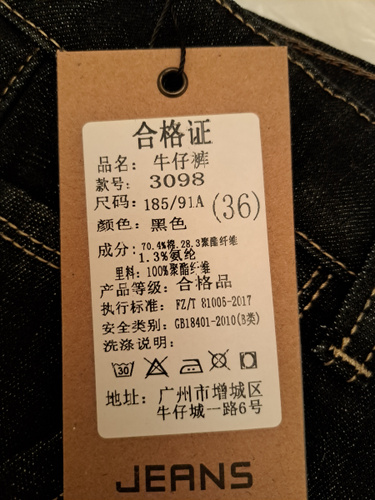 合格证
品名: 牛仔裤
款号: 3098
尺码: 185/91A (36)
颜色: 黑色
成分: 70.4%棉.28.3聚酯纤维
1.3%氨纶
里料: 100%聚酯纤维
产品等级: 合格品
执行标准: FZ/T 81005-2017
安全类别: GB18401-2010(B类)
洗涤说明:
30
地址: 广州市增城区
牛仔城一路6号
JEANS